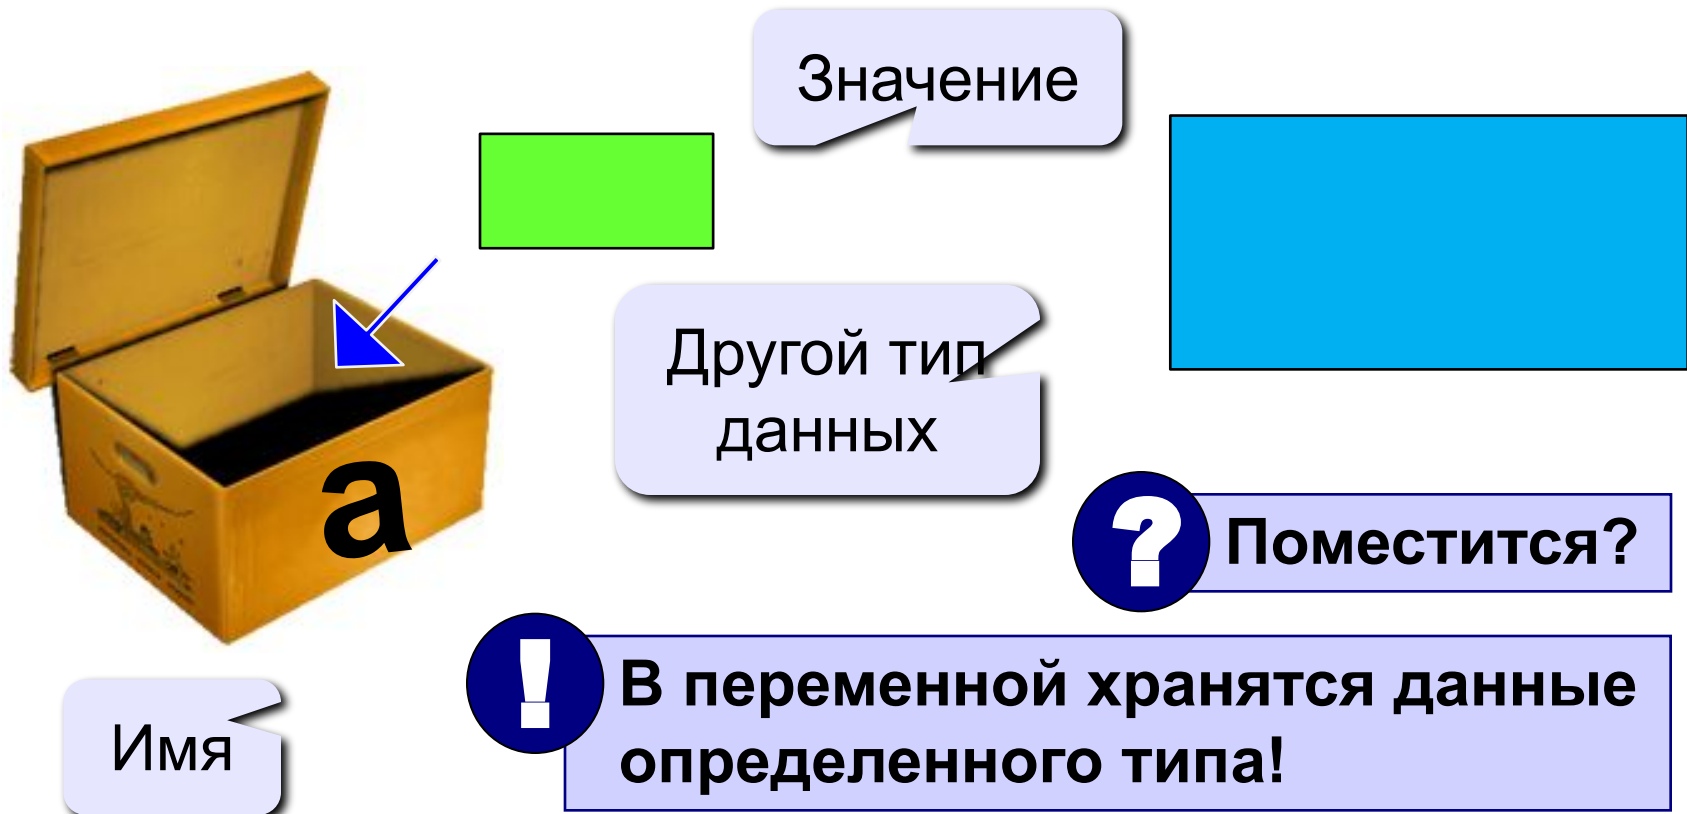 Значение
Другой тип
данных
a
? Поместится?
! В переменной хранятся данные
определенного типа!
Имя